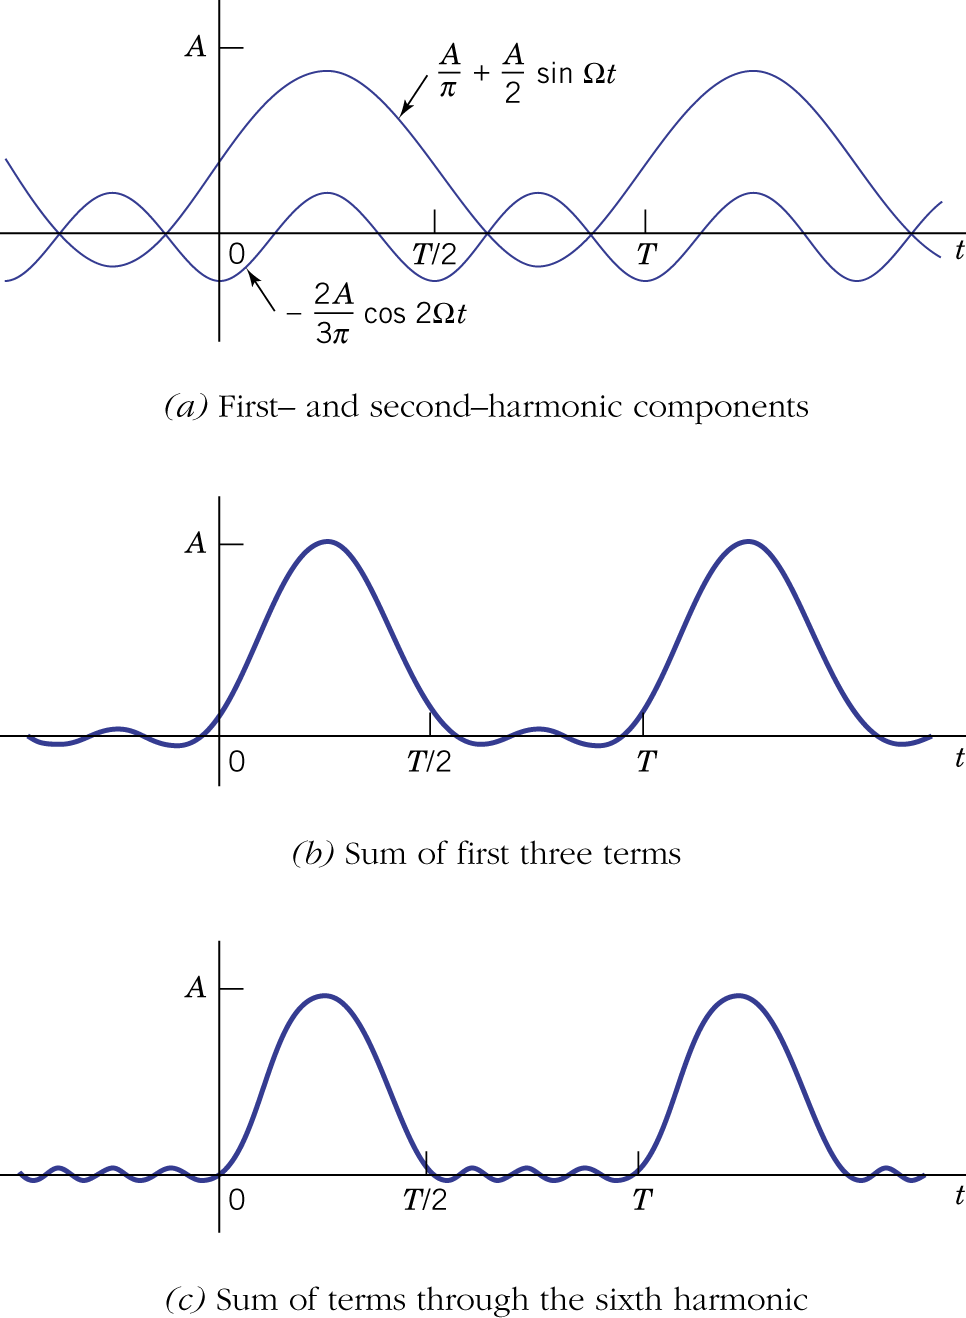 A
A/π + A/2 sin Ωt
0
T/2
T
t
− 2A/3π cos 2Ωt
(a) First– and second–harmonic components
A
0
T/2
T
t
(b) Sum of first three terms
A
0
T/2
T
t
(c) Sum of terms through the sixth harmonic